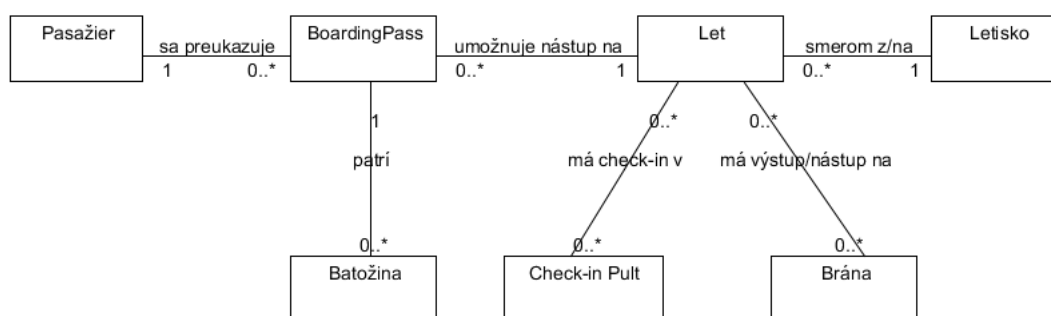 Pasažier
BoardingPass
Let
Letisko
sa preukazuje
umožnuje nástup na
smerom z/na
1
0..*
0..*
1
0..*
1
1
0..*
0..*
patrí
má check-in v
má výstup/nástup na
0..*
0..*
0..*
Batožina
Check-in Pult
Brána